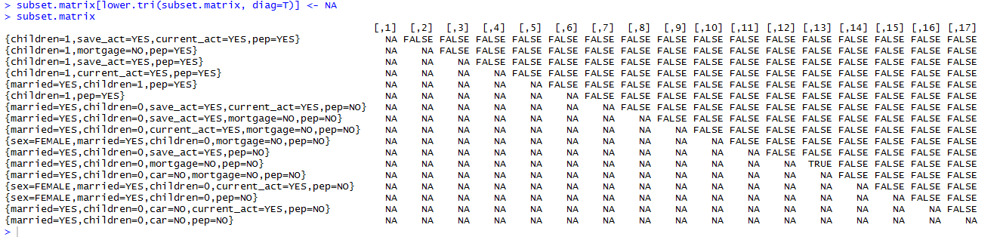 > subset.matrix[lower.tri(subset.matrix, diag=T)] <- NA
> subset.matrix
[,1] [,2] [,3] [,4] [,5] [,6] [,7] [,8] [,9] [,10] [,11] [,12] [,13] [,14] [,15] [,16] [,17]
{children=1,save_act=YES,current_act=YES,pep=YES} NA FALSE FALSE FALSE FALSE FALSE FALSE FALSE FALSE FALSE FALSE FALSE FALSE FALSE FALSE FALSE FALSE
{children=1,mortgage=NO,pep=YES} NA NA FALSE FALSE FALSE FALSE FALSE FALSE FALSE FALSE FALSE FALSE FALSE FALSE FALSE FALSE FALSE
{children=1,save_act=YES,pep=YES} NA NA NA FALSE FALSE FALSE FALSE FALSE FALSE FALSE FALSE FALSE FALSE FALSE FALSE FALSE FALSE
{children=1,current_act=YES,pep=YES} NA NA NA NA FALSE FALSE FALSE FALSE FALSE FALSE FALSE FALSE FALSE FALSE FALSE FALSE FALSE
{married=YES,children=1,pep=YES} NA NA NA NA NA FALSE FALSE FALSE FALSE FALSE FALSE FALSE FALSE FALSE FALSE FALSE FALSE
{children=1,pep=YES} NA NA NA NA NA NA FALSE FALSE FALSE FALSE FALSE FALSE FALSE FALSE FALSE FALSE FALSE
{married=YES,children=0,save_act=YES,current_act=YES,pep=NO} NA NA NA NA NA NA NA FALSE FALSE FALSE FALSE FALSE FALSE FALSE FALSE FALSE FALSE
{married=YES,children=0,save_act=YES,mortgage=NO,pep=NO} NA NA NA NA NA NA NA NA FALSE FALSE FALSE FALSE FALSE FALSE FALSE FALSE FALSE
{married=YES,children=0,current_act=YES,mortgage=NO,pep=NO} NA NA NA NA NA NA NA NA NA FALSE FALSE FALSE FALSE FALSE FALSE FALSE FALSE
{sex=FEMALE,married=YES,children=0,mortgage=NO,pep=NO} NA NA NA NA NA NA NA NA NA NA FALSE FALSE FALSE FALSE FALSE FALSE FALSE
{married=YES,children=0,save_act=YES,pep=NO} NA NA NA NA NA NA NA NA NA NA NA FALSE FALSE FALSE FALSE FALSE FALSE
{married=YES,children=0,mortgage=NO,pep=NO} NA NA NA NA NA NA NA NA NA NA NA NA TRUE FALSE FALSE FALSE FALSE
{married=YES,children=0,car=NO,mortgage=NO,pep=NO} NA NA NA NA NA NA NA NA NA NA NA NA NA FALSE FALSE FALSE FALSE
{sex=FEMALE,married=YES,children=0,current_act=YES,pep=NO} NA NA NA NA NA NA NA NA NA NA NA NA NA NA FALSE FALSE FALSE
{sex=FEMALE,married=YES,children=0,pep=NO} NA NA NA NA NA NA NA NA NA NA NA NA NA NA NA FALSE FALSE
{married=YES,children=0,car=NO,current_act=YES,pep=NO} NA NA NA NA NA NA NA NA NA NA NA NA NA NA NA NA FALSE
{married=YES,children=0,car=NO,pep=NO} NA NA NA NA NA NA NA NA NA NA NA NA NA NA NA NA NA
>